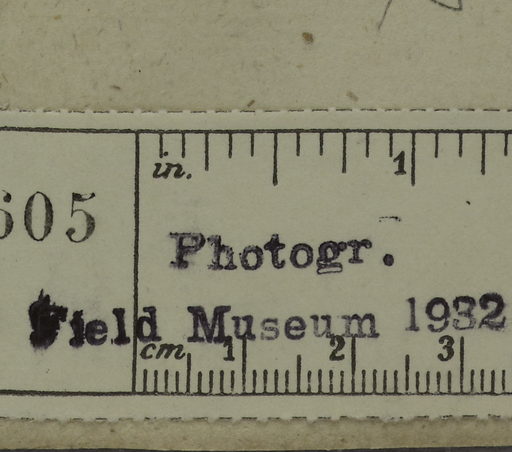 in. 1
605
Photogr.
Field Museum 1932
cm 1 2 3